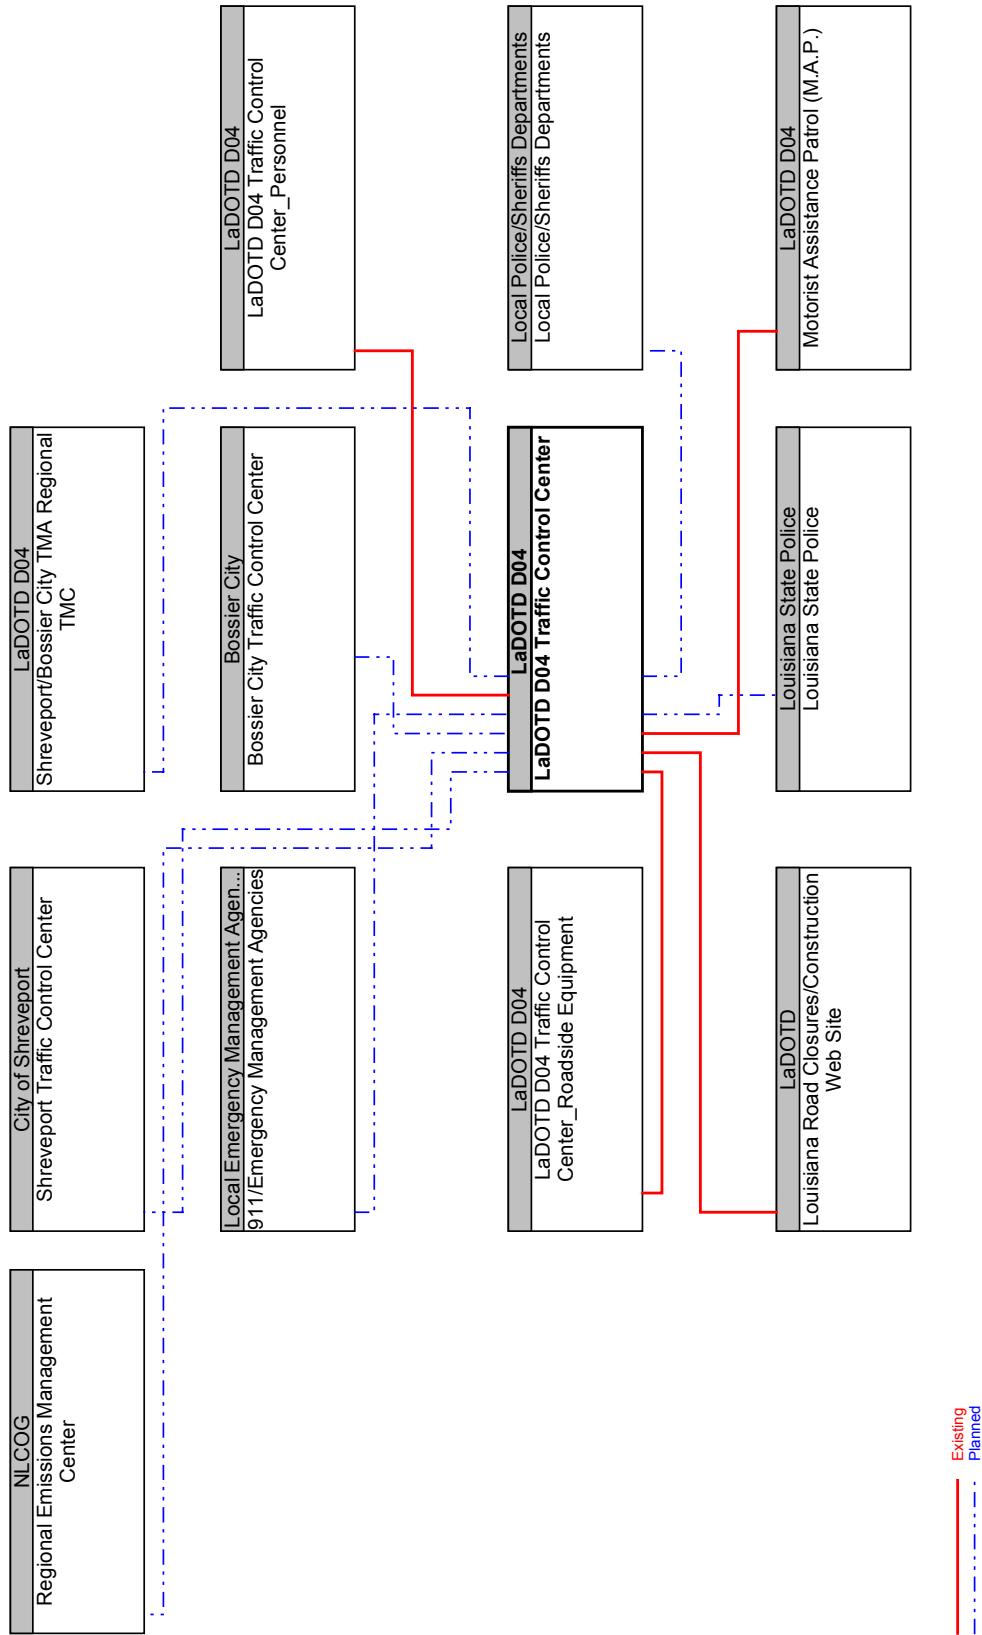 NLCOG
Regional Emissions Management
Center
City of Shreveport
Shreveport Traffic Control Center
LaDOTD D04
Shreveport/Bossier City TMA Regional
TMC
Local Emergency Management Agen...
911/Emergency Management Agencies
Bossier City
Bossier City Traffic Control Center
LaDOTD D04
LaDOTD D04 Traffic Control
Center_Personnel
LaDOTD D04
LaDOTD D04 Traffic Control
Center_Roadside Equipment
LaDOTD D04
LaDOTD D04 Traffic Control Center
Local Police/Sheriffs Departments
Local Police/Sheriffs Departments
LaDOTD
Louisiana Road Closures/Construction
Web Site
Louisiana State Police
Louisiana State Police
LaDOTD D04
Motorist Assistance Patrol (M.A.P.)
Existing
Planned